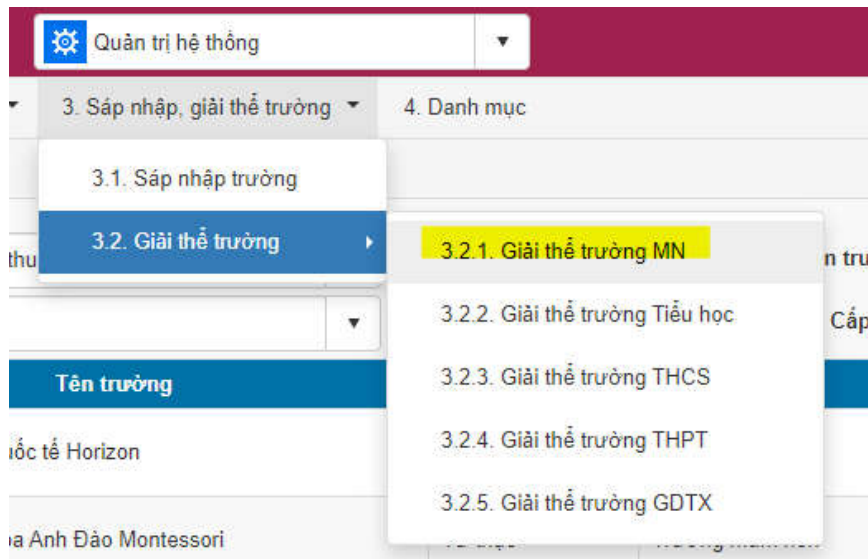 Quản trị hệ thống
3. Sáp nhập, giải thể trường
4. Danh mục
3.1. Sáp nhập trường
3.2. Giải thể trường
3.2.1. Giải thể trường MN
3.2.2. Giải thể trường Tiểu học
3.2.3. Giải thể trường THCS
3.2.4. Giải thể trường THPT
3.2.5. Giải thể trường GDTX
Tên trường
tế Horizon
Anh Đào Montessori